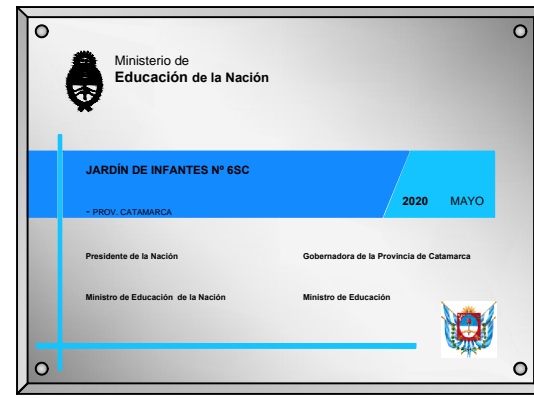 Ministerio de
Educación de la Nación
JARDÍN DE INFANTES Nº 6SC
2020 MAYO
- PROV. CATAMARCA
Presidente de la Nación Gobernadora de la Provincia de Catamarca
Ministro de Educación de la Nación Ministro de Educación